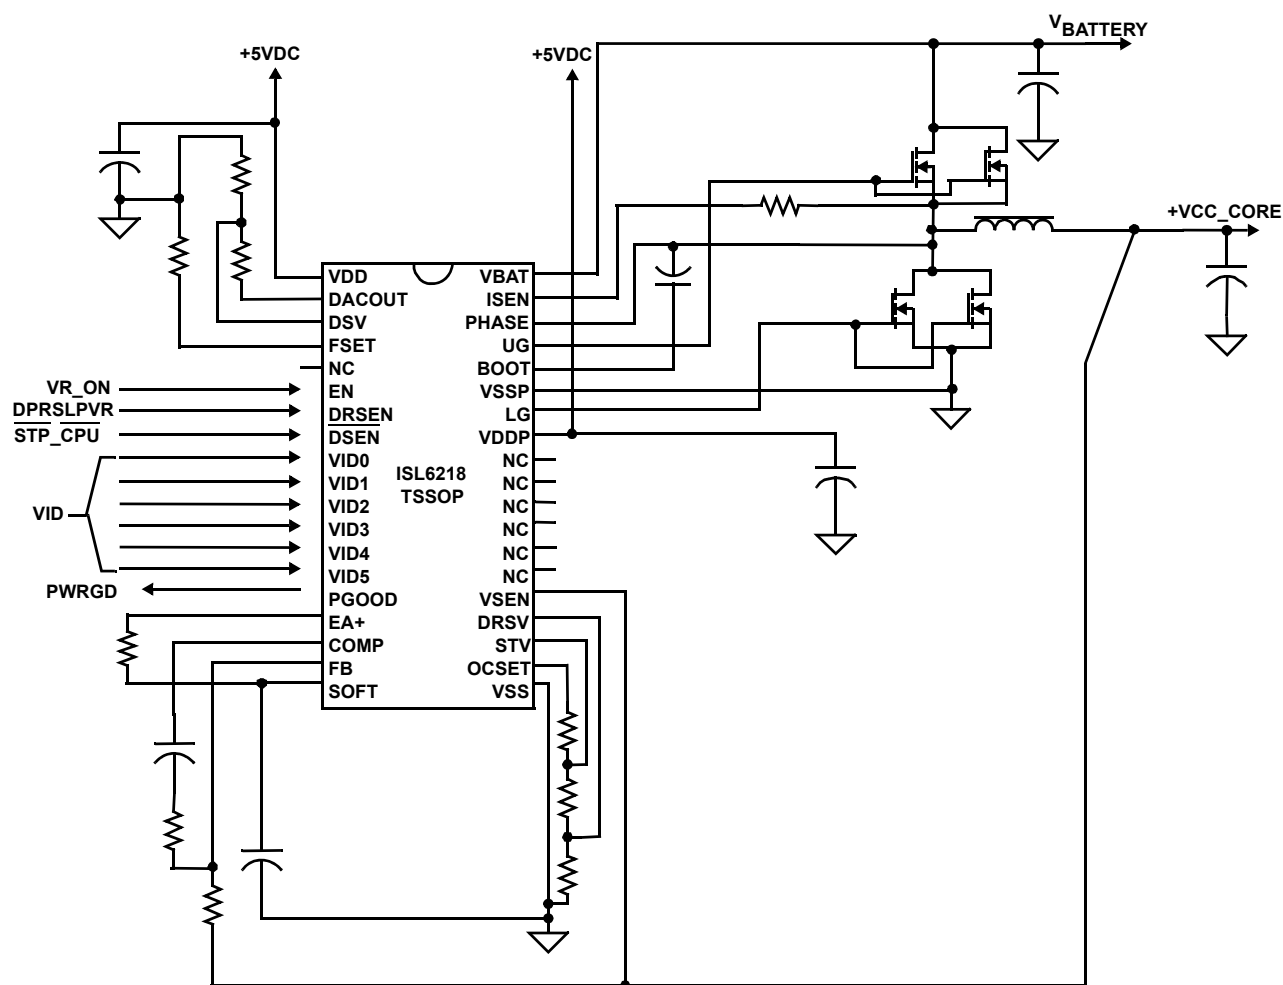 VBATTERY
+5VDC
+5VDC
+VCC_CORE
VDD
DACOUT
DSV
FSET
NC
EN
DRSEN
DSEN
VID0
VID1
VID2
VID3
VID4
VID5
PGOOD
EA+
COMP
FB
SOFT
ISL6218
TSSOP
VBAT
ISEN
PHASE
UG
BOOT
VSSP
LG
VDDP
NC
NC
NC
NC
NC
NC
VSEN
DRSV
STV
OCSET
VSS
VR_ON
DPRSLPVR
STP_CPU
VID
PWRGD